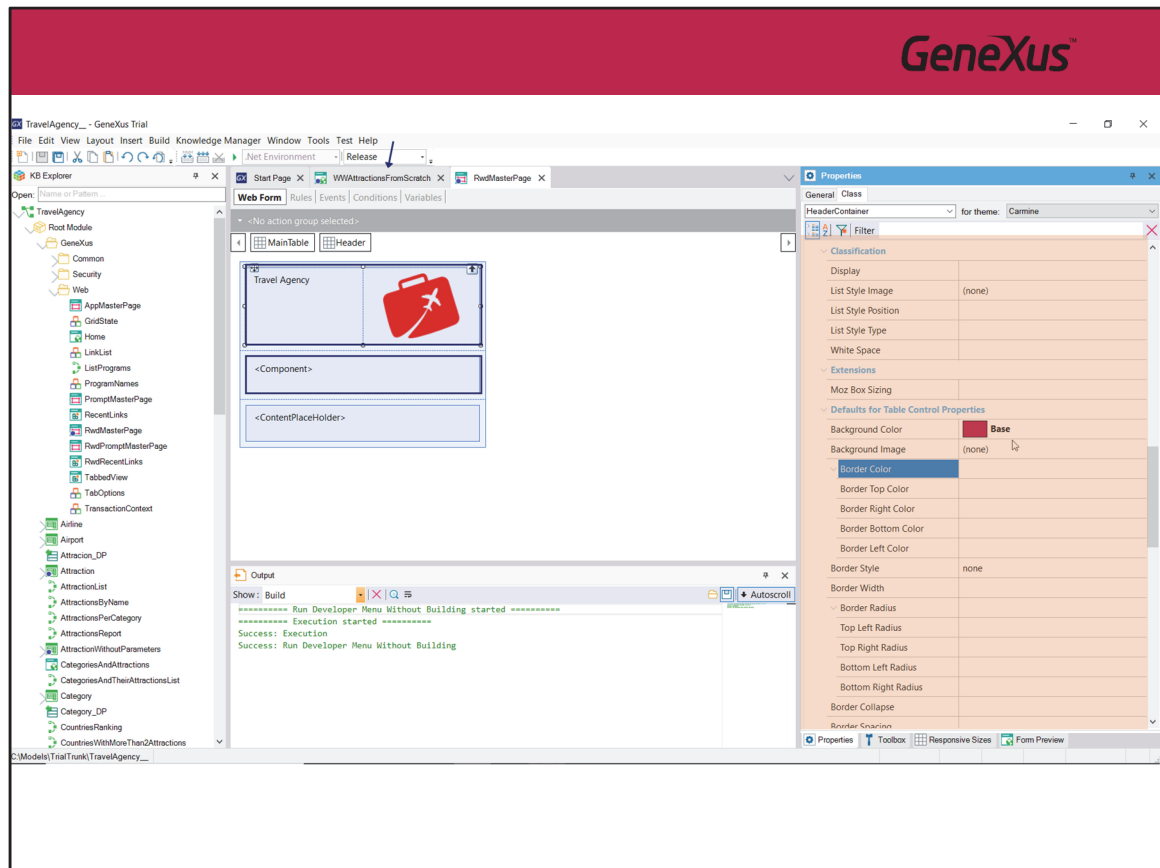 GeneXus™
GX TravelAgency__ - GeneXus Trial
File Edit View Layout Insert Build Knowledge Manager Window Tools Test Help
.Net Environment Release
KB Explorer
Open: Name or Pattern...
TravelAgency
Root Module
GeneXus
Common
Security
Web
AppMasterPage
GridState
Home
LinkList
ListPrograms
ProgramNames
PromptMasterPage
RecentLinks
RwdMasterPage
RwdPromptMasterPage
RwdRecentLinks
TabbedView
TabOptions
TransactionContext
Airline
Airport
Attracion_DP
Attraction
AttractionList
AttractionsByName
AttractionsPerCategory
AttractionsReport
AttractionWithoutParameters
CategoriesAndAttractions
CategoriesAndTheirAttractionsList
Category
Category_DP
CountriesRanking
CountriesWithMoreThan2Attractions
GX Start Page WWAttractionsFromScratch RwdMasterPage
Web Form Rules Events Conditions Variables
<No action group selected>
MainTable Header
Travel Agency
<Component>
<ContentPlaceHolder>
Output
Show: Build Autoscroll
========== Run Developer Menu Without Building started ==========
========== Execution started ==========
Success: Execution
Success: Run Developer Menu Without Building
Properties
General Class
HeaderContainer for theme: Carmine
Filter
Classification
Display
List Style Image (none)
List Style Position
List Style Type
White Space
Extensions
Moz Box Sizing
Defaults for Table Control Properties
Background Color Base
Background Image (none)
Border Color
Border Top Color
Border Right Color
Border Bottom Color
Border Left Color
Border Style none
Border Width
Border Radius
Top Left Radius
Top Right Radius
Bottom Left Radius
Bottom Right Radius
Border Collapse
Border Spacing
Properties Toolbox Responsive Sizes Form Preview
C:\Models\TrialTrunk\TravelAgency__